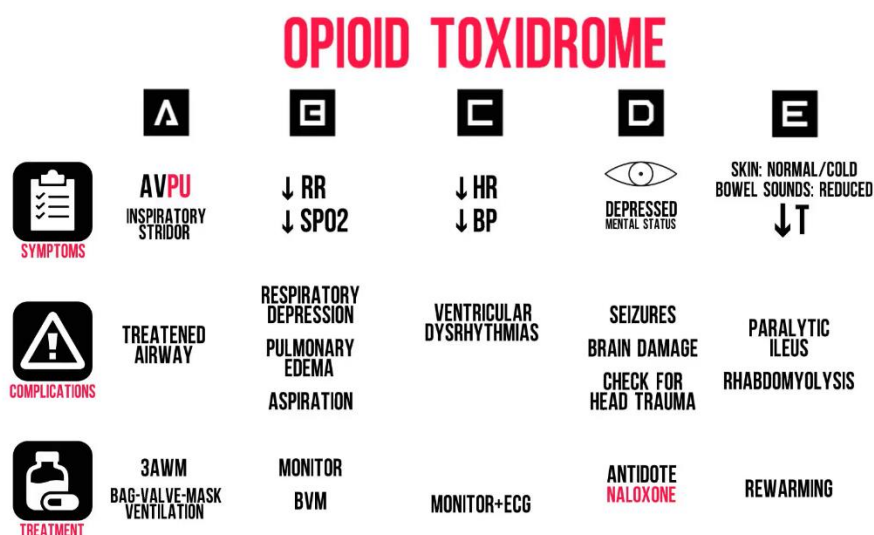 OPIOID TOXIDROME
A B C D E
SYMPTOMS
AVPU
INSPIRATORY
STRIDOR
↓ RR
↓ SPO2
↓ HR
↓ BP
DEPRESSED
MENTAL STATUS
SKIN: NORMAL/COLD
BOWEL SOUNDS: REDUCED
↓T
COMPLICATIONS
TREATENED
AIRWAY
RESPIRATORY
DEPRESSION
PULMONARY
EDEMA
ASPIRATION
VENTRICULAR
DYSRHYTHMIAS
SEIZURES
BRAIN DAMAGE
CHECK FOR
HEAD TRAUMA
PARALYTIC
ILEUS
RHABDOMYOLYSIS
TREATMENT
3AWM
BAG-VALVE-MASK
VENTILATION
MONITOR
BVM
MONITOR+ECG
ANTIDOTE
NALOXONE
REWARMING